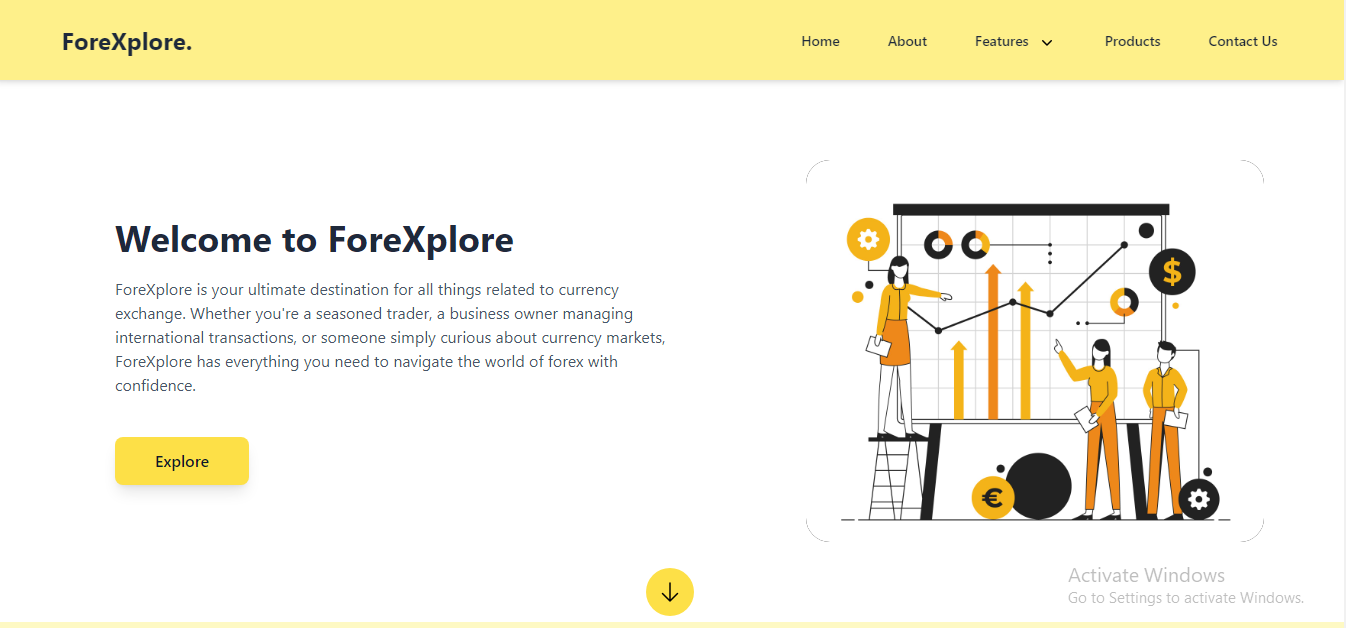 ForeXplore.
Home
About
Features
Products
Contact Us
Welcome to ForeXplore
ForeXplore is your ultimate destination for all things related to currency
exchange. Whether you're a seasoned trader, a business owner managing
international transactions, or someone simply curious about currency markets,
ForeXplore has everything you need to navigate the world of forex with
confidence.
Explore
$
€
Activate Windows
Go to Settings to activate Windows.